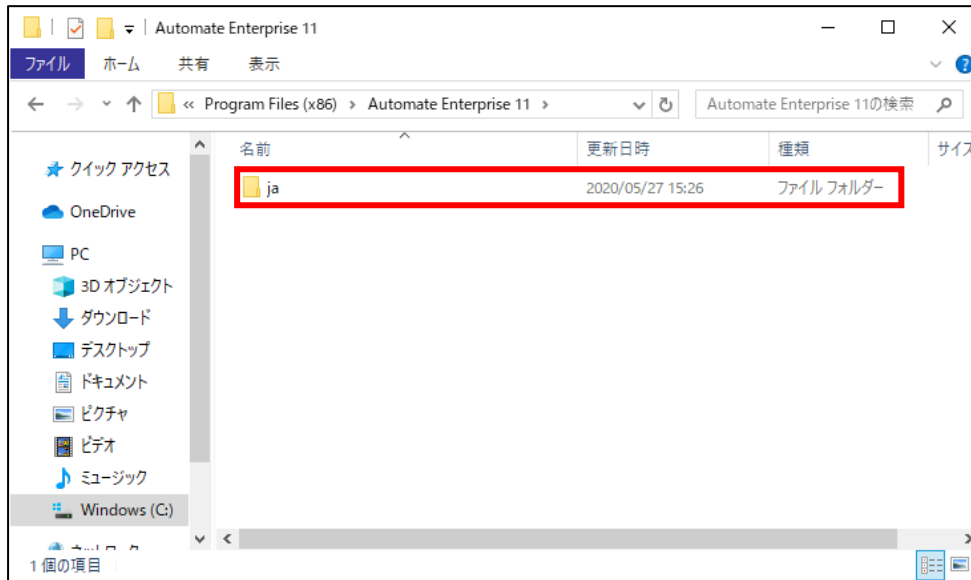 Automate Enterprise 11
ファイル ホーム 共有 表示
« Program Files (x86) › Automate Enterprise 11 › Automate Enterprise 11の検索
名前 更新日時 種類 サイズ
ja 2020/05/27 15:26 ファイル フォルダー
クイック アクセス
OneDrive
PC
3D オブジェクト
ダウンロード
デスクトップ
ドキュメント
ピクチャ
ビデオ
ミュージック
Windows (C:)
1 個の項目